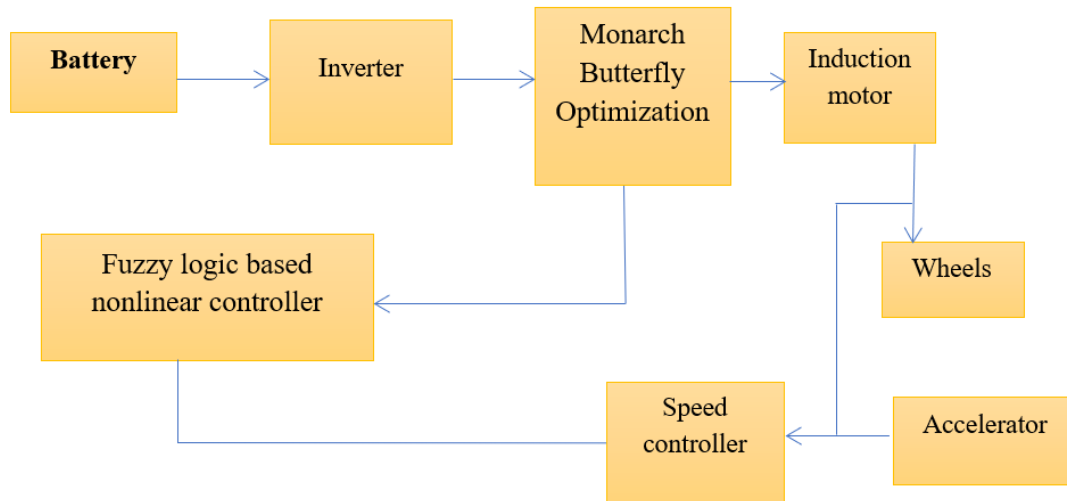 Battery
Inverter
Monarch
Butterfly
Optimization
Induction
motor
Fuzzy logic based
nonlinear controller
Wheels
Speed
controller
Accelerator